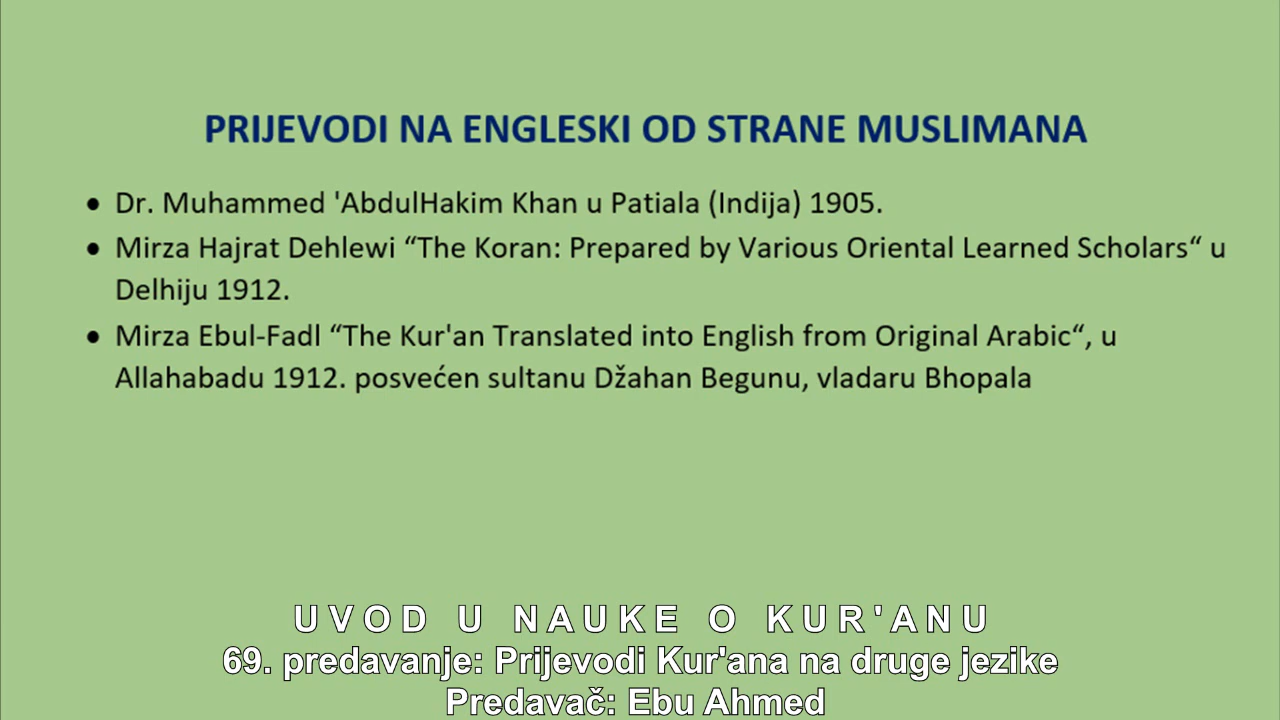 PRIJEVODI NA ENGLESKI OD STRANE MUSLIMANA
• Dr. Muhammed 'AbdulHakim Khan u Patiala (Indija) 1905.
• Mirza Hajrat Dehlewi “The Koran: Prepared by Various Oriental Learned Scholars“ u
Delhiju 1912.
• Mirza Ebul-Fadl “The Kur'an Translated into English from Original Arabic“, u
Allahabadu 1912. posvećen sultanu Džahan Begunu, vladaru Bhopala
UVOD U NAUKE O KUR'ANU
69. predavanje: Prijevodi Kur'ana na druge jezike
Predavač: Ebu Ahmed